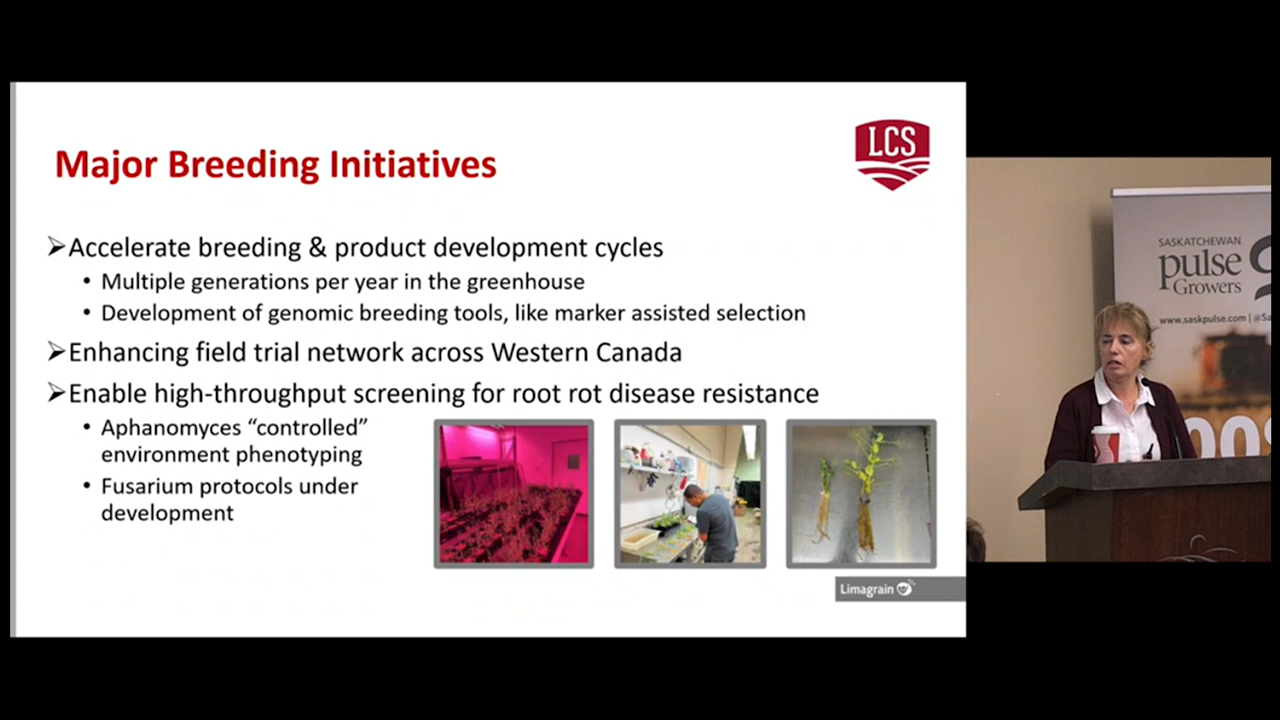 Major Breeding Initiatives
LCS
➢Accelerate breeding & product development cycles
• Multiple generations per year in the greenhouse
• Development of genomic breeding tools, like marker assisted selection
➢Enhancing field trial network across Western Canada
➢Enable high-throughput screening for root rot disease resistance
• Aphanomyces “controlled”
environment phenotyping
• Fusarium protocols under
development
Limagrain
SASKATCHEWAN
pulse
Growers
www.saskpulse.com |